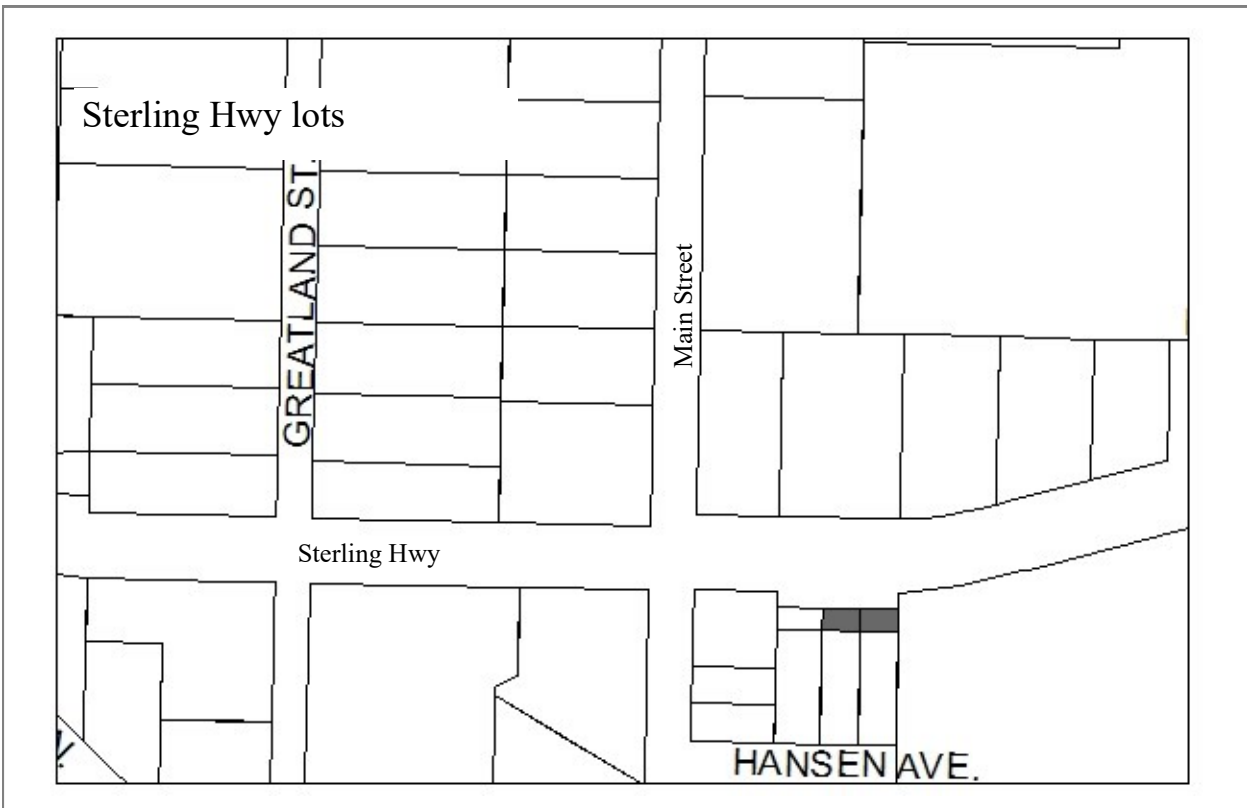 Sterling Hwy lots
GREATLAND ST.
Main Street
Sterling Hwy
HANSEN AVE.